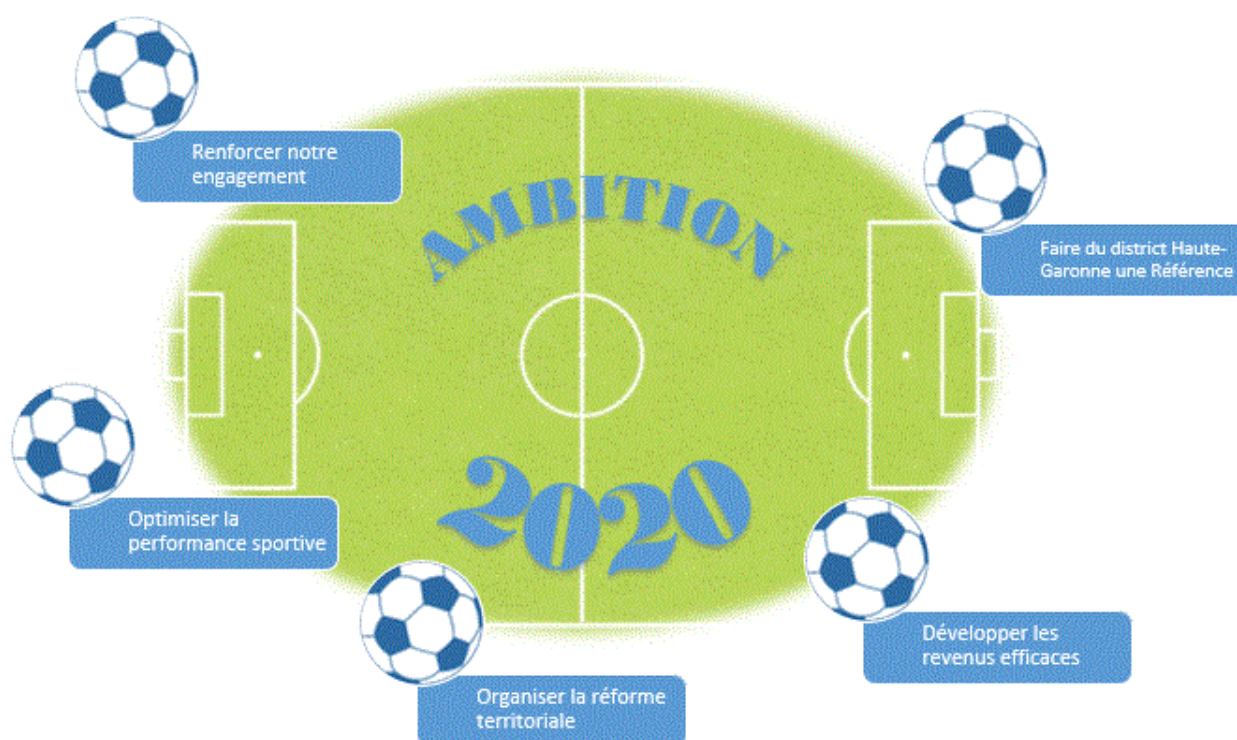 Renforcer notre
engagement
AMBITION
Faire du district Haute-
Garonne une Référence
2020
Optimiser la
performance sportive
Développer les
revenus efficaces
Organiser la réforme
territoriale